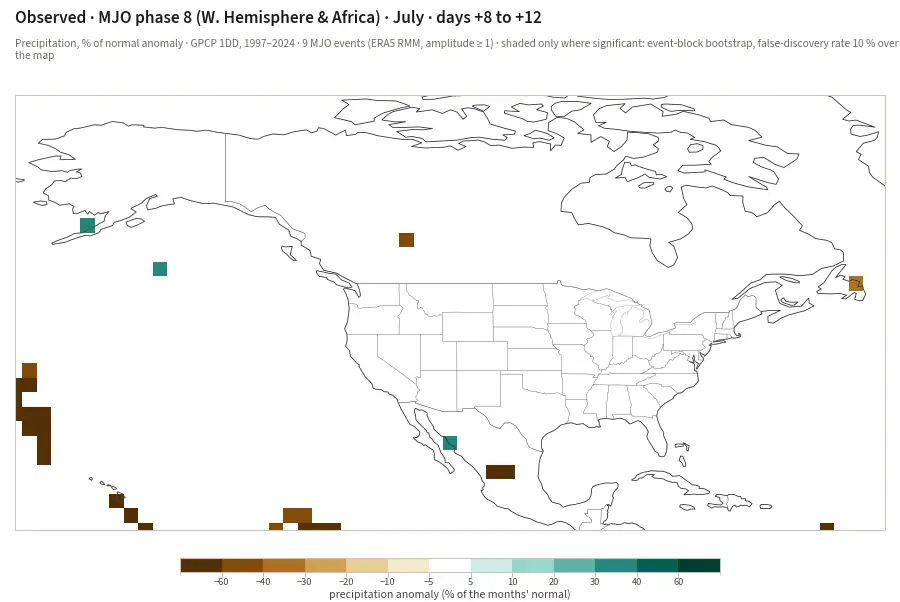 Observed · MJO phase 8 (W. Hemisphere & Africa) · July · days +8 to +12
Precipitation, % of normal anomaly · GPCP 1DD, 1997–2024 · 9 MJO events (ERA5 RMM, amplitude ≥ 1) · shaded only where significant: event-block bootstrap, false-discovery rate 10 % over
the map
−60 −40 −30 −20 −10 −5 5 10 20 30 40 60
precipitation anomaly (% of the months' normal)